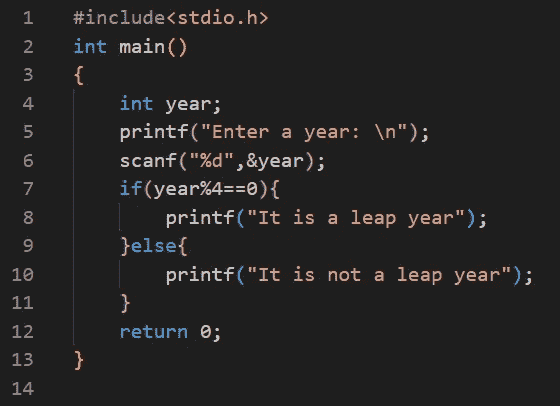 1 #include<stdio.h>
2 int main()
3 {
4     int year;
5     printf("Enter a year: \n");
6     scanf("%d",&year);
7     if(year%4==0){
8         printf("It is a leap year");
9     }else{
10         printf("It is not a leap year");
11     }
12     return 0;
13 }
14